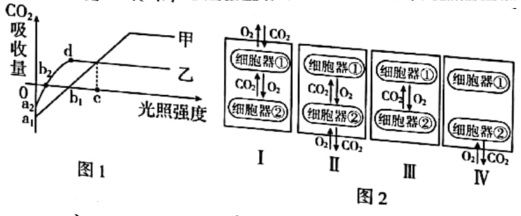 CO₂
吸
收
量
0
a₂
a₁
b₂
b₁
d
c
甲
乙
光照强度
图1
O₂ CO₂
细胞器①
CO₂ O₂
细胞器②
Ⅰ
细胞器①
CO₂ O₂
细胞器②
O₂ CO₂
Ⅱ
细胞器①
CO₂ O₂
细胞器②
Ⅲ
细胞器①
细胞器②
O₂ CO₂
Ⅳ
图2